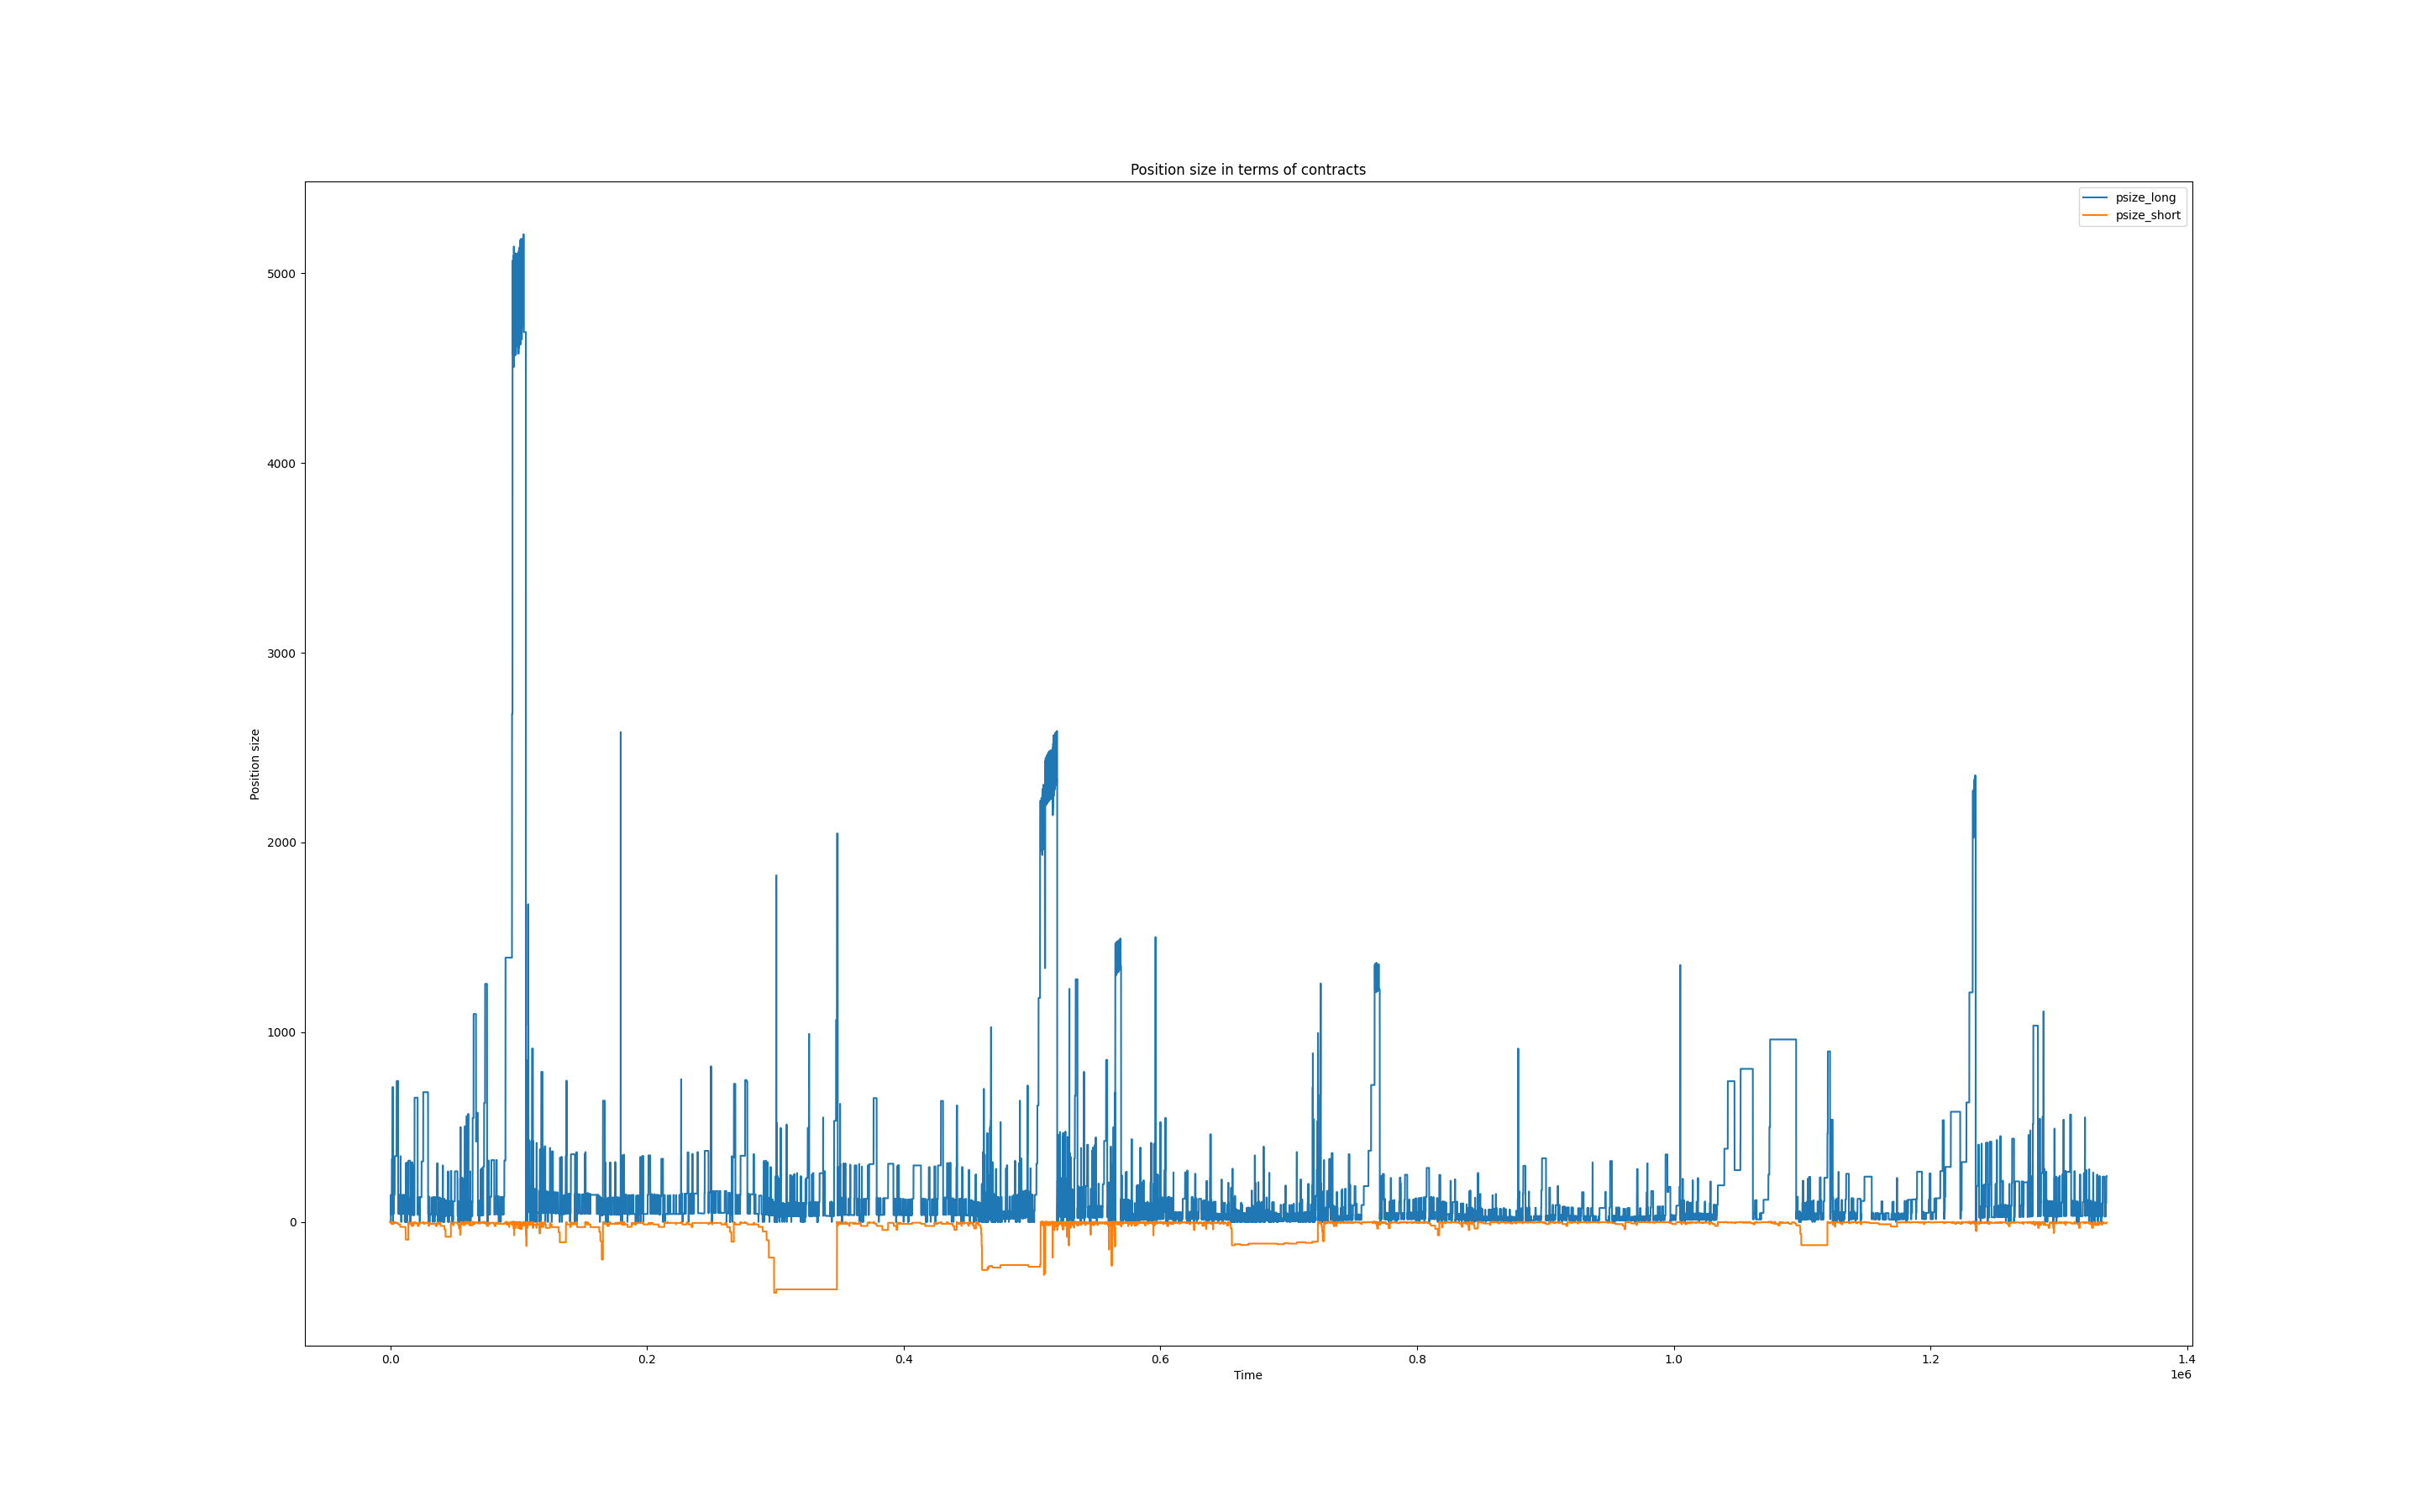 Position size in terms of contracts
psize_long
psize_short
5000
4000
3000
2000
1000
0
Position size
0.0 0.2 0.4 0.6 0.8 1.0 1.2 1.4
Time
1e6